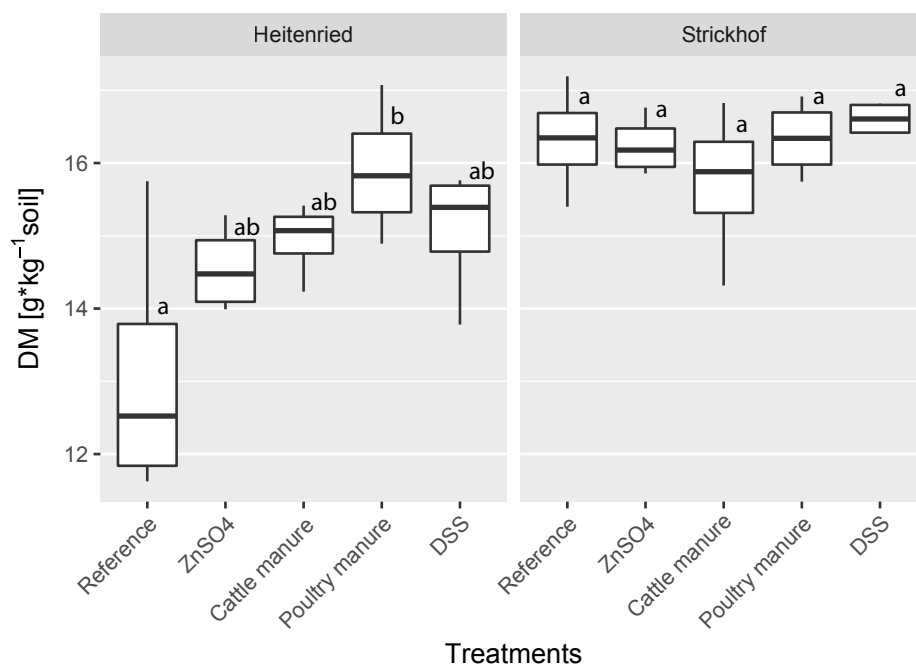 Heitenried
Strickhof
DM [g*kg⁻¹soil]
16
14
12
a
ab
ab
b
ab
a
a
a
a
a
Reference
ZnSO4
Cattle manure
Poultry manure
DSS
Reference
ZnSO4
Cattle manure
Poultry manure
DSS
Treatments